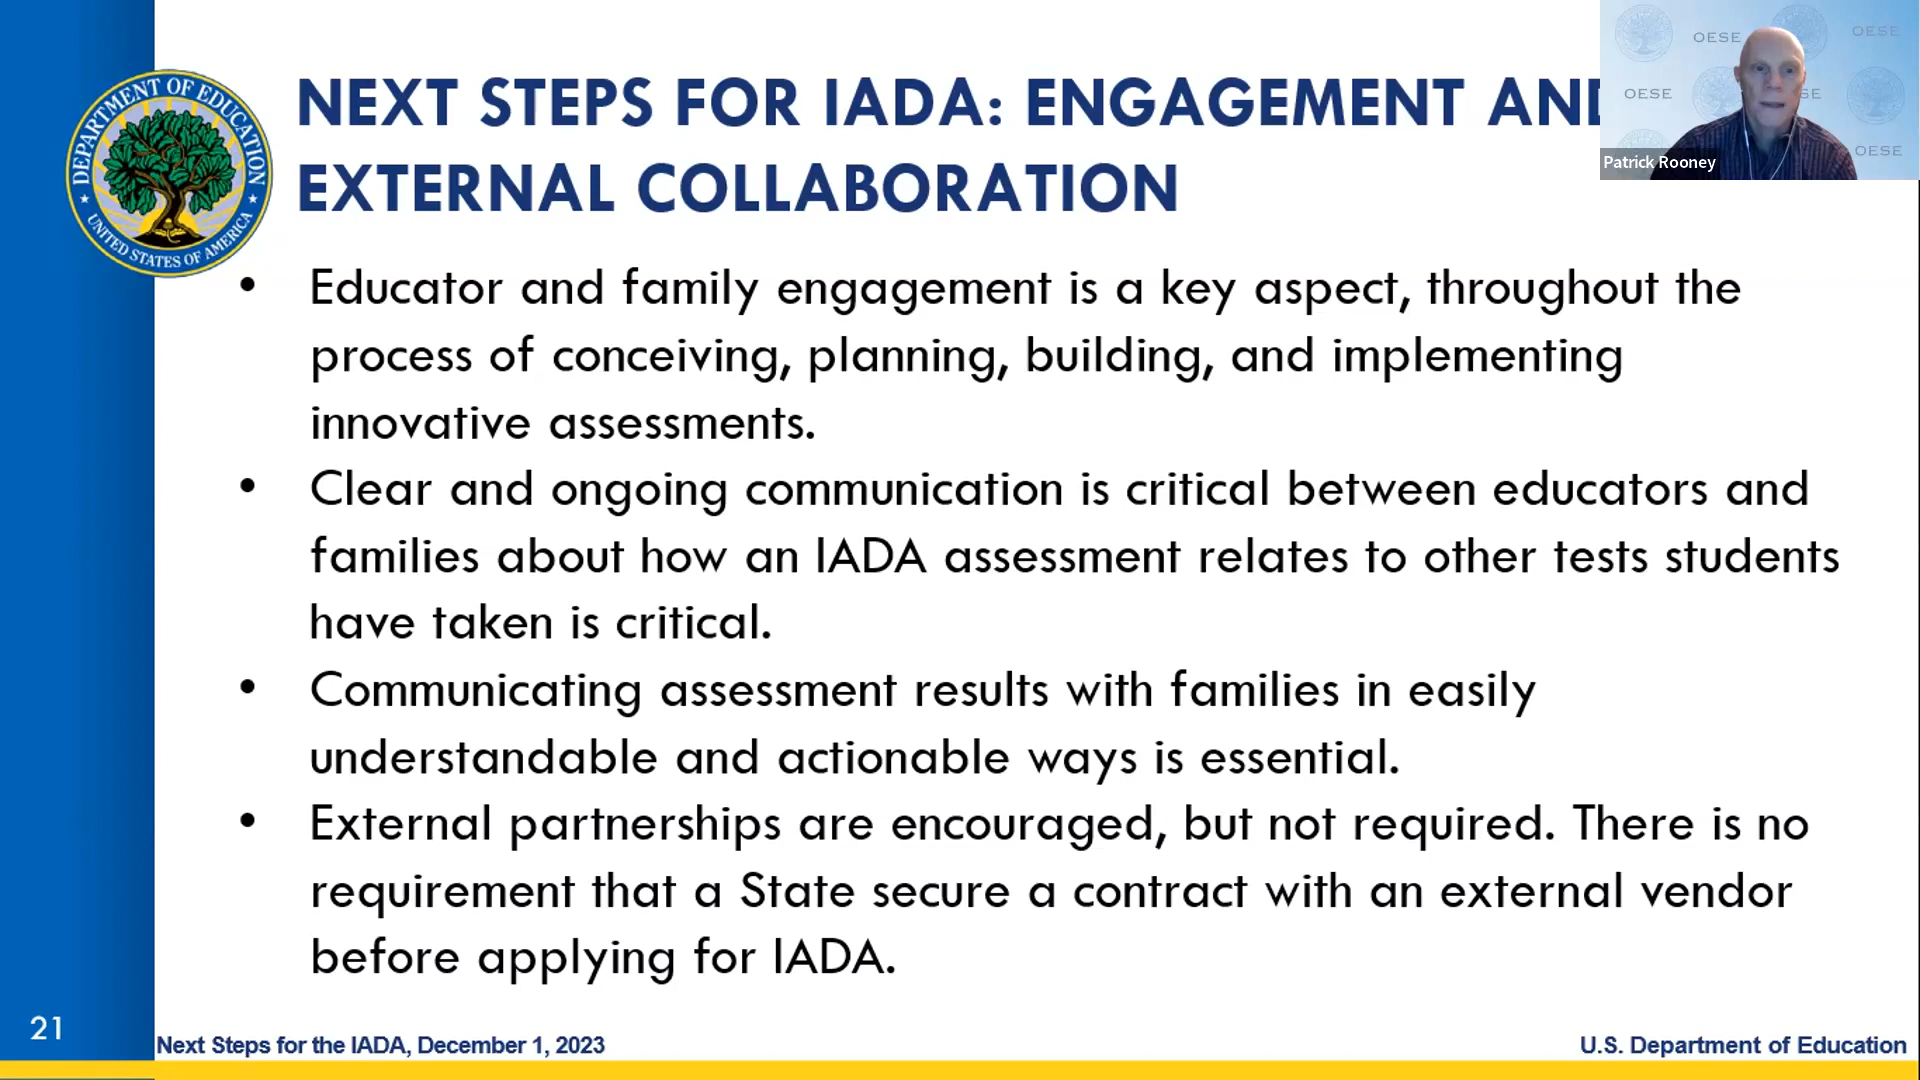 NEXT STEPS FOR IADA: ENGAGEMENT AND
EXTERNAL COLLABORATION
DEPARTMENT OF EDUCATION
UNITED STATES OF AMERICA
OESE
OESE
OESE
SE
OESE
Patrick Rooney
• Educator and family engagement is a key aspect, throughout the
process of conceiving, planning, building, and implementing
innovative assessments.
• Clear and ongoing communication is critical between educators and
families about how an IADA assessment relates to other tests students
have taken is critical.
• Communicating assessment results with families in easily
understandable and actionable ways is essential.
• External partnerships are encouraged, but not required. There is no
requirement that a State secure a contract with an external vendor
before applying for IADA.
21
Next Steps for the IADA, December 1, 2023
U.S. Department of Education